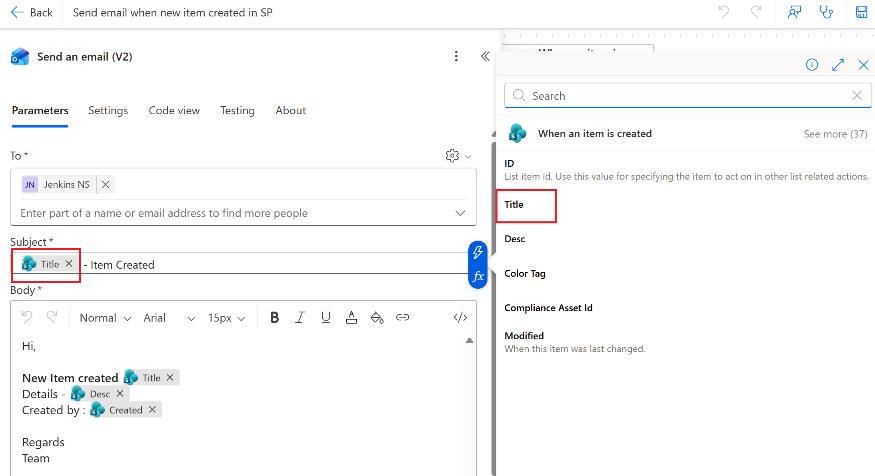 Back
Send email when new item created in SP
Send an email (V2)
Parameters
Settings
Code view
Testing
About
To *
JN Jenkins NS
Enter part of a name or email address to find more people
Subject *
Title - Item Created
Body *
Normal
Arial
15px
B I U A </>
Hi,
New Item created Title
Details - Desc
Created by : Created
Regards
Team
fx
Search
When an item is created
See more (37)
ID
List item id. Use this value for specifying the item to act on in other list related actions.
Title
Desc
Color Tag
Compliance Asset Id
Modified
When this item was last changed.